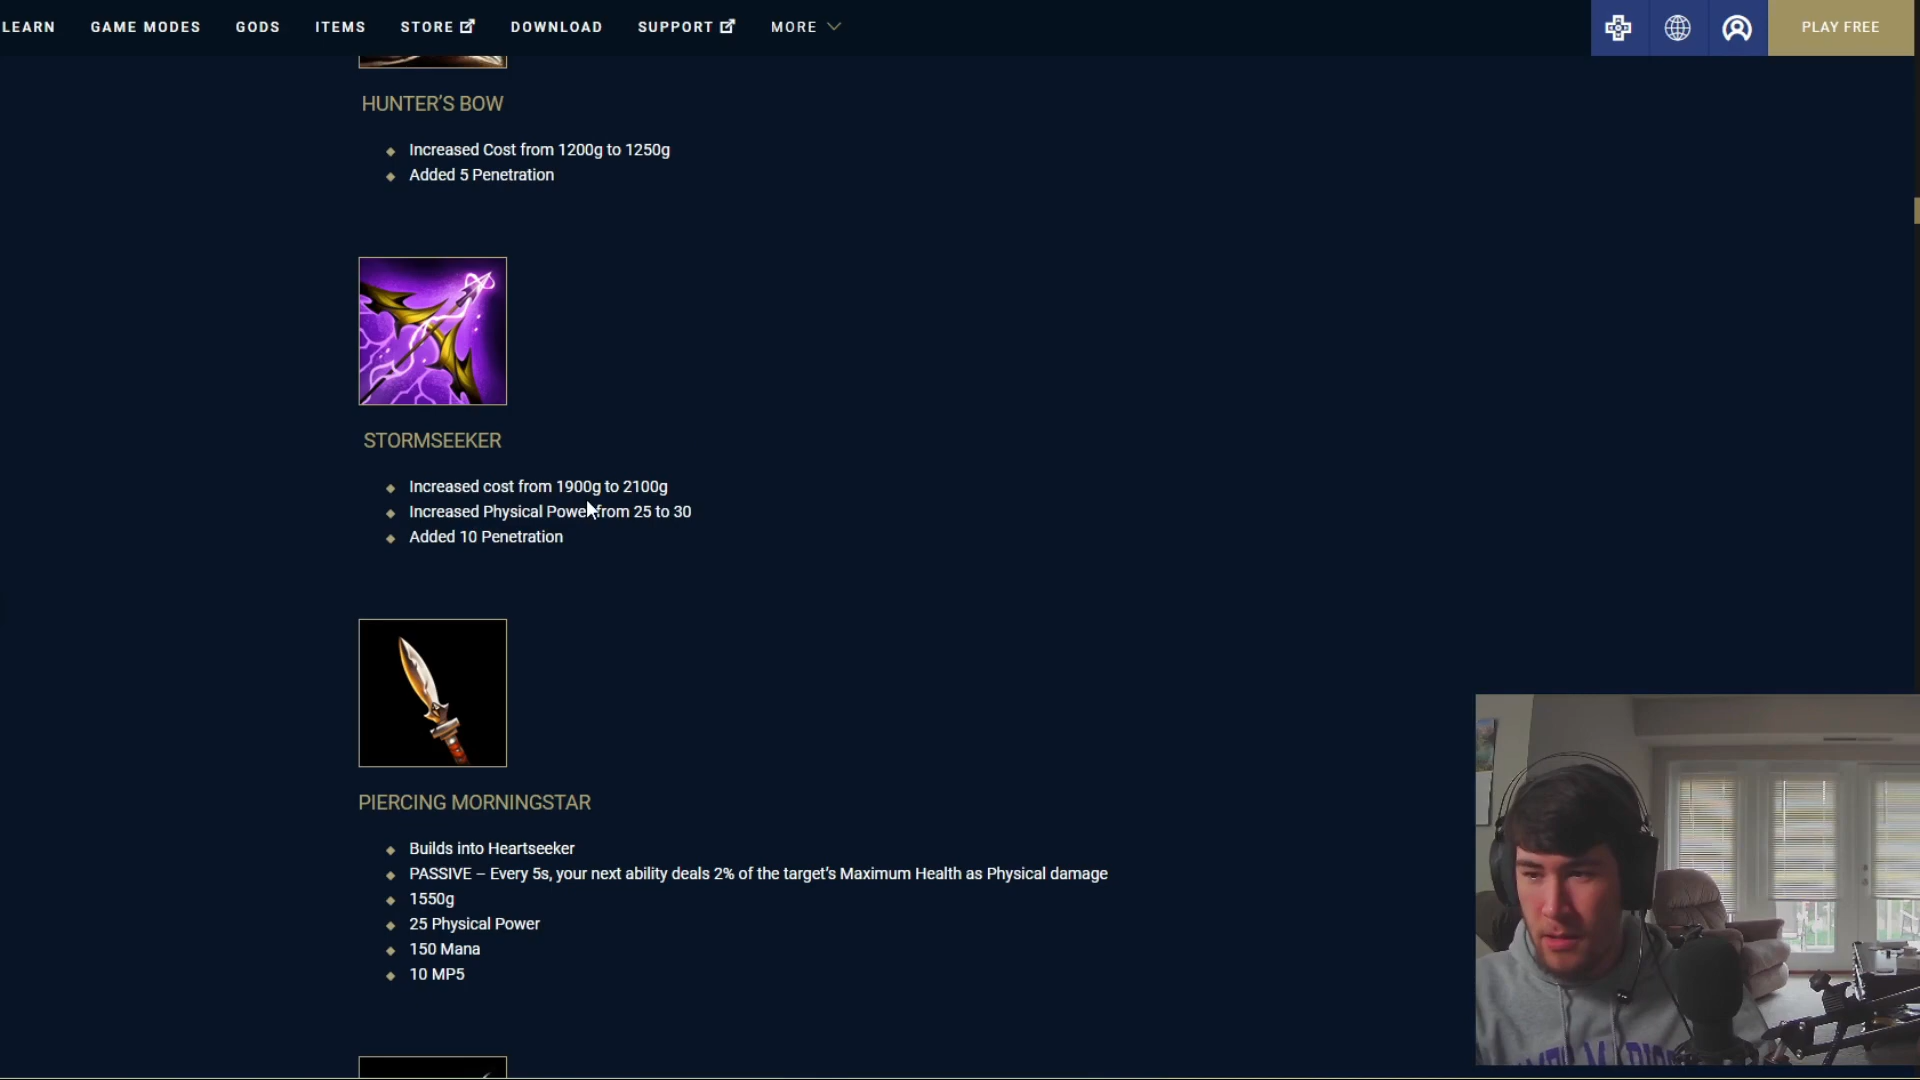 LEARN GAME MODES GODS ITEMS STORE DOWNLOAD SUPPORT MORE PLAY FREE
HUNTER'S BOW
Increased Cost from 1200g to 1250g
Added 5 Penetration
STORMSEEKER
Increased cost from 1900g to 2100g
Increased Physical Power from 25 to 30
Added 10 Penetration
PIERCING MORNINGSTAR
Builds into Heartseeker
PASSIVE – Every 5s, your next ability deals 2% of the target's Maximum Health as Physical damage
1550g
25 Physical Power
150 Mana
10 MP5